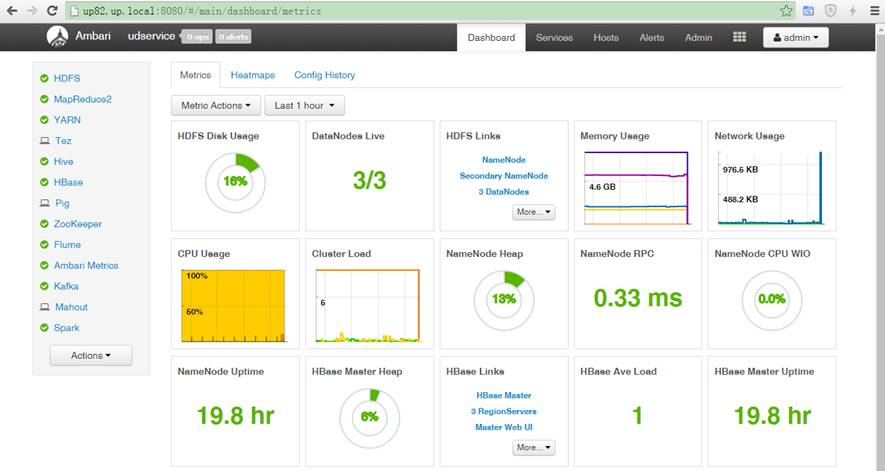 up82.up.local:8080/#/main/dashboard/metrics
Ambari udservice 0 ops 0 alerts Dashboard Services Hosts Alerts Admin admin
HDFS
MapReduce2
YARN
Tez
Hive
HBase
Pig
ZooKeeper
Flume
Ambari Metrics
Kafka
Mahout
Spark
Actions
Metrics Heatmaps Config History
Metric Actions Last 1 hour
HDFS Disk Usage
16%
DataNodes Live
3/3
HDFS Links
NameNode
Secondary NameNode
3 DataNodes
More...
Memory Usage
4.6 GB
Network Usage
976.6 KB
488.2 KB
CPU Usage
100%
50%
Cluster Load
6
NameNode Heap
13%
NameNode RPC
0.33 ms
NameNode CPU WIO
0.0%
NameNode Uptime
19.8 hr
HBase Master Heap
6%
HBase Links
HBase Master
3 RegionServers
Master Web UI
More...
HBase Ave Load
1
HBase Master Uptime
19.8 hr